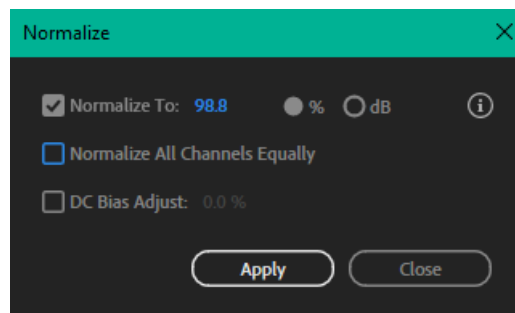 Normalize
Normalize To: 98.8 % dB
Normalize All Channels Equally
DC Bias Adjust: 0.0 %
Apply Close